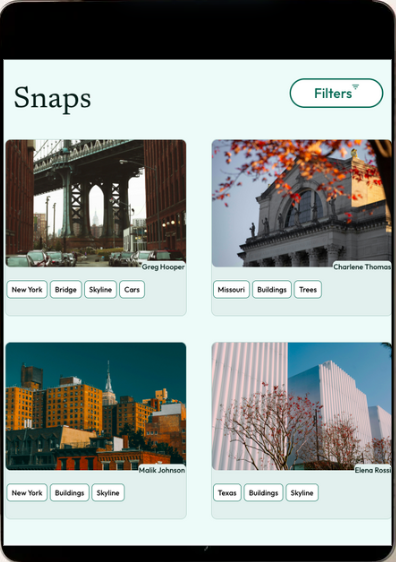 Snaps
Filters
Greg Hooper
New York
Bridge
Skyline
Cars
Charlene Thomas
Missouri
Buildings
Trees
Malik Johnson
New York
Buildings
Skyline
Elena Rossi
Texas
Buildings
Skyline